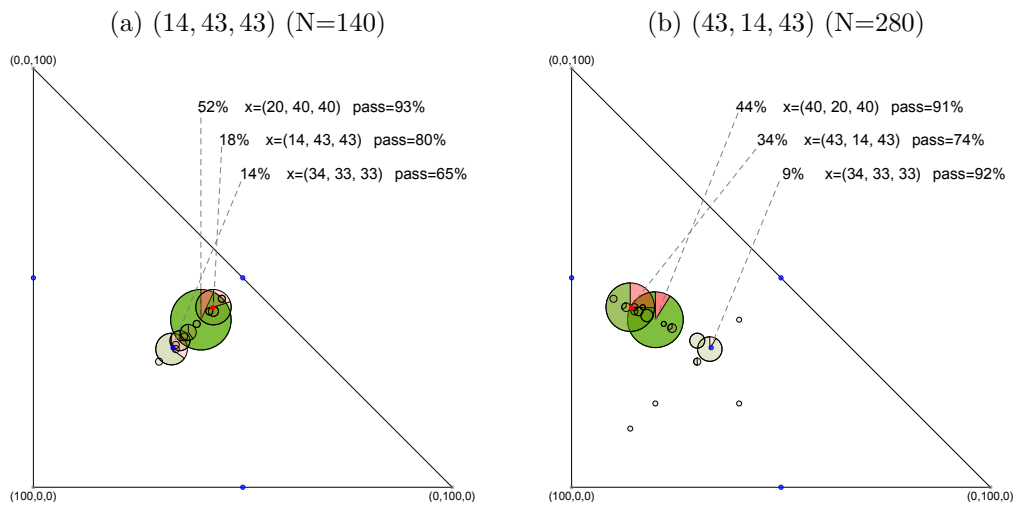 (a) (14, 43, 43) (N=140)
(0,0,100)
52% x=(20, 40, 40) pass=93%
18% x=(14, 43, 43) pass=80%
14% x=(34, 33, 33) pass=65%
(100,0,0)
(0,100,0)
(b) (43, 14, 43) (N=280)
(0,0,100)
44% x=(40, 20, 40) pass=91%
34% x=(43, 14, 43) pass=74%
9% x=(34, 33, 33) pass=92%
(100,0,0)
(0,100,0)